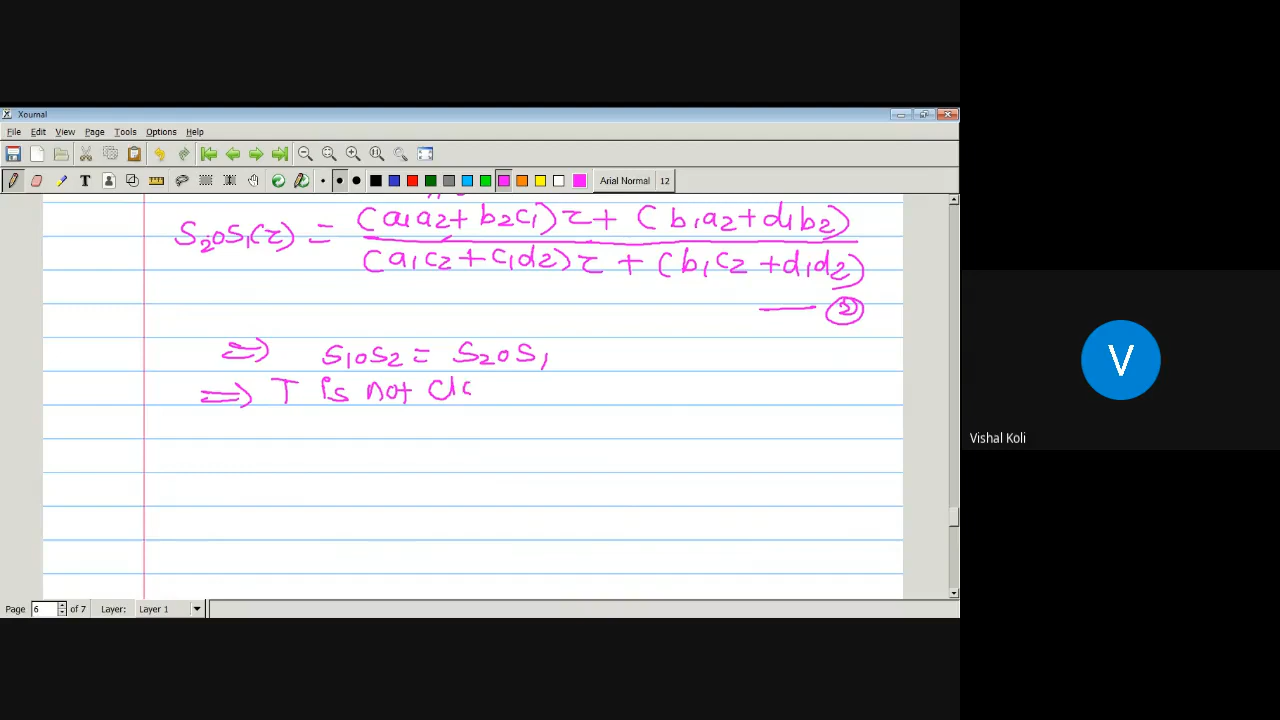 Xournal
File Edit View Page Tools Options Help
Arial Normal 12
S₂oS₁(z) = (a₁a₂+ b₂c₁)z + (b₁a₂+d₁b₂)
(a₁c₂ + c₁d₂)z + (b₁c₂ +d₁d₂)
— ②
⇒ S₁oS₂ = S₂oS₁
⇒ T is not
V
Vishal Koli
Page 6 of 7 Layer: Layer 1